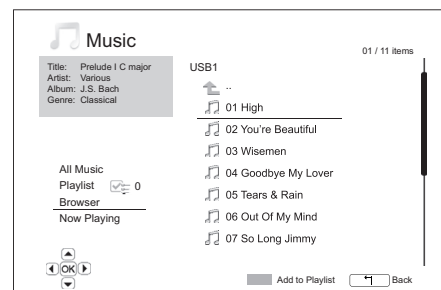 Music
01 / 11 items
Title: Prelude I C major
Artist: Various
Album: J.S. Bach
Genre: Classical
USB1
..
01 High
02 You're Beautiful
03 Wisemen
04 Goodbye My Lover
05 Tears & Rain
06 Out Of My Mind
07 So Long Jimmy
All Music
Playlist 0
Browser
Now Playing
OK
Add to Playlist
Back